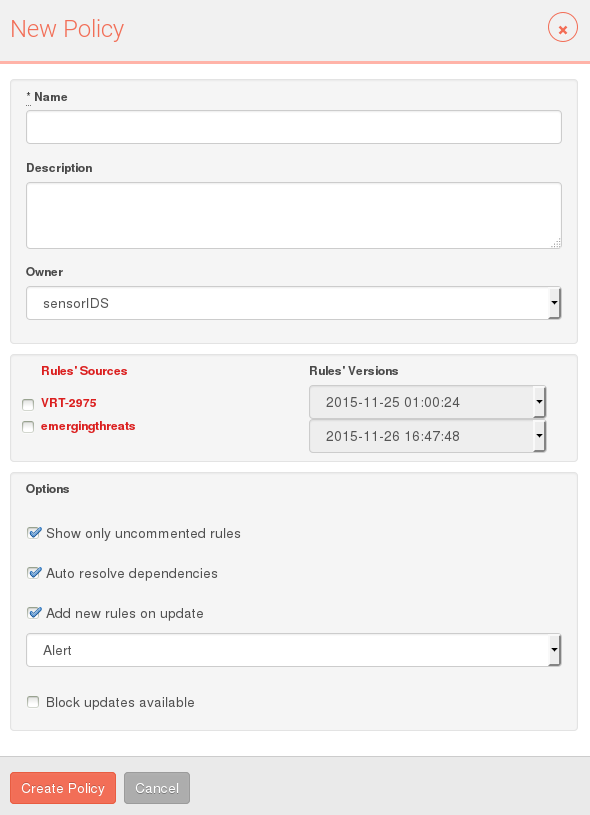 New Policy
* Name
Description
Owner
sensorIDS
Rules' Sources
Rules' Versions
VRT-2975
2015-11-25 01:00:24
emergingthreats
2015-11-26 16:47:48
Options
Show only uncommented rules
Auto resolve dependencies
Add new rules on update
Alert
Block updates available
Create Policy
Cancel